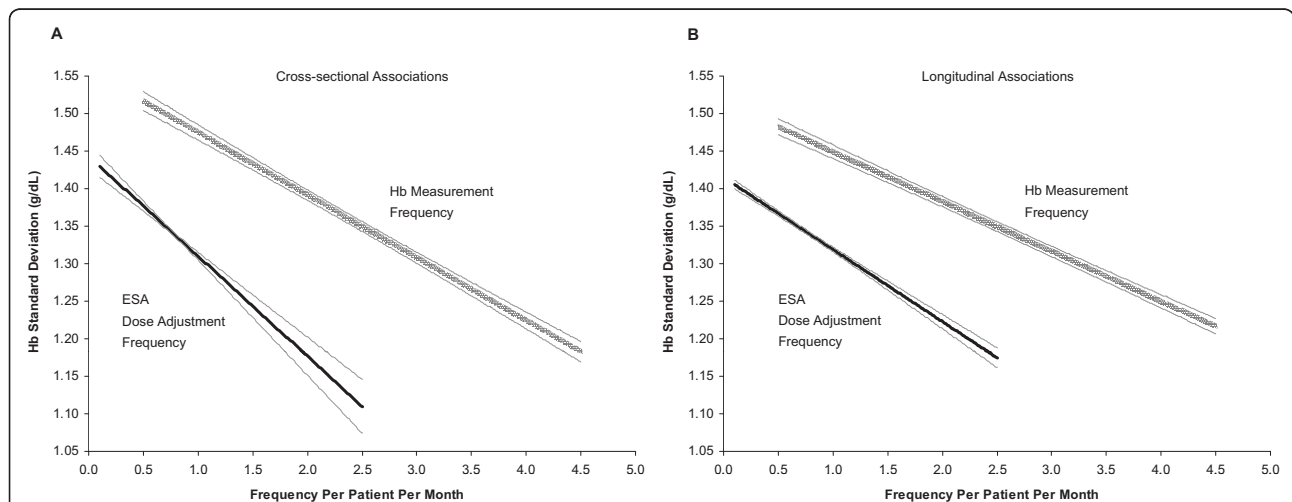 A
Cross-sectional Associations
Hb Standard Deviation (g/dL)
1.55
1.50
1.45
1.40
1.35
1.30
1.25
1.20
1.15
1.10
1.05
Hb Measurement
Frequency
ESA
Dose Adjustment
Frequency
0.0 0.5 1.0 1.5 2.0 2.5 3.0 3.5 4.0 4.5 5.0
Frequency Per Patient Per Month
B
Longitudinal Associations
Hb Standard Deviation (g/dL)
1.55
1.50
1.45
1.40
1.35
1.30
1.25
1.20
1.15
1.10
1.05
Hb Measurement
Frequency
ESA
Dose Adjustment
Frequency
0.0 0.5 1.0 1.5 2.0 2.5 3.0 3.5 4.0 4.5 5.0
Frequency Per Patient Per Month